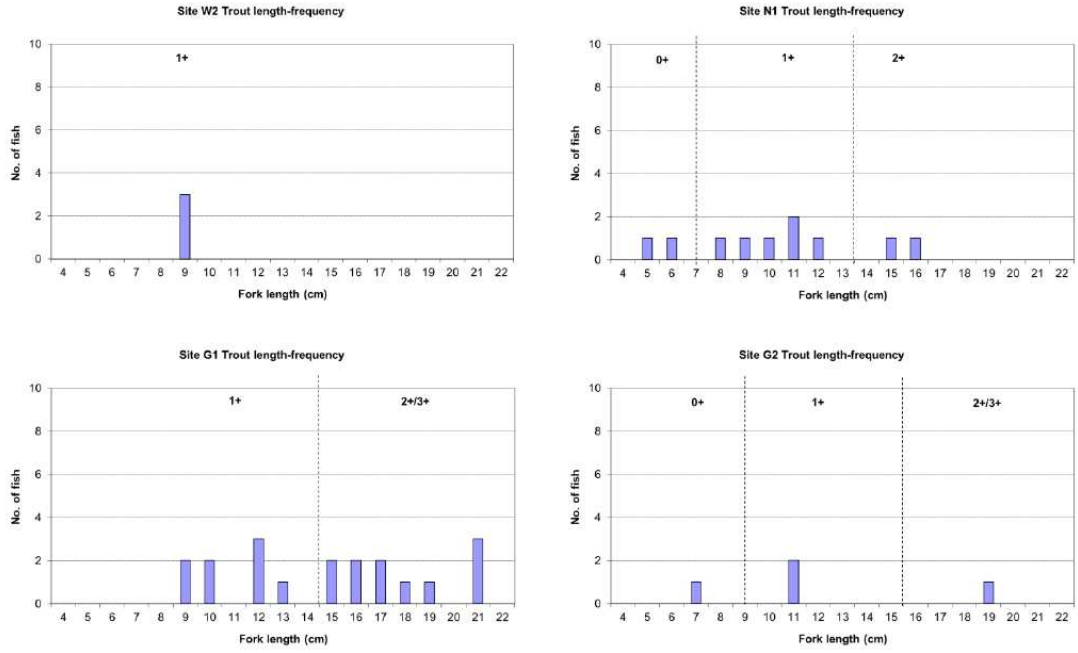 Site W2 Trout length-frequency
1+
10
8
6
4
2
0
No. of fish
4 5 6 7 8 9 10 11 12 13 14 15 16 17 18 19 20 21 22
Fork length (cm)
Site N1 Trout length-frequency
0+ 1+ 2+
10
8
6
4
2
0
No. of fish
4 5 6 7 8 9 10 11 12 13 14 15 16 17 18 19 20 21 22
Fork length (cm)
Site G1 Trout length-frequency
1+ 2+/3+
10
8
6
4
2
0
No. of fish
4 5 6 7 8 9 10 11 12 13 14 15 16 17 18 19 20 21 22
Fork length (cm)
Site G2 Trout length-frequency
0+ 1+ 2+/3+
10
8
6
4
2
0
No. of fish
4 5 6 7 8 9 10 11 12 13 14 15 16 17 18 19 20 21 22
Fork length (cm)